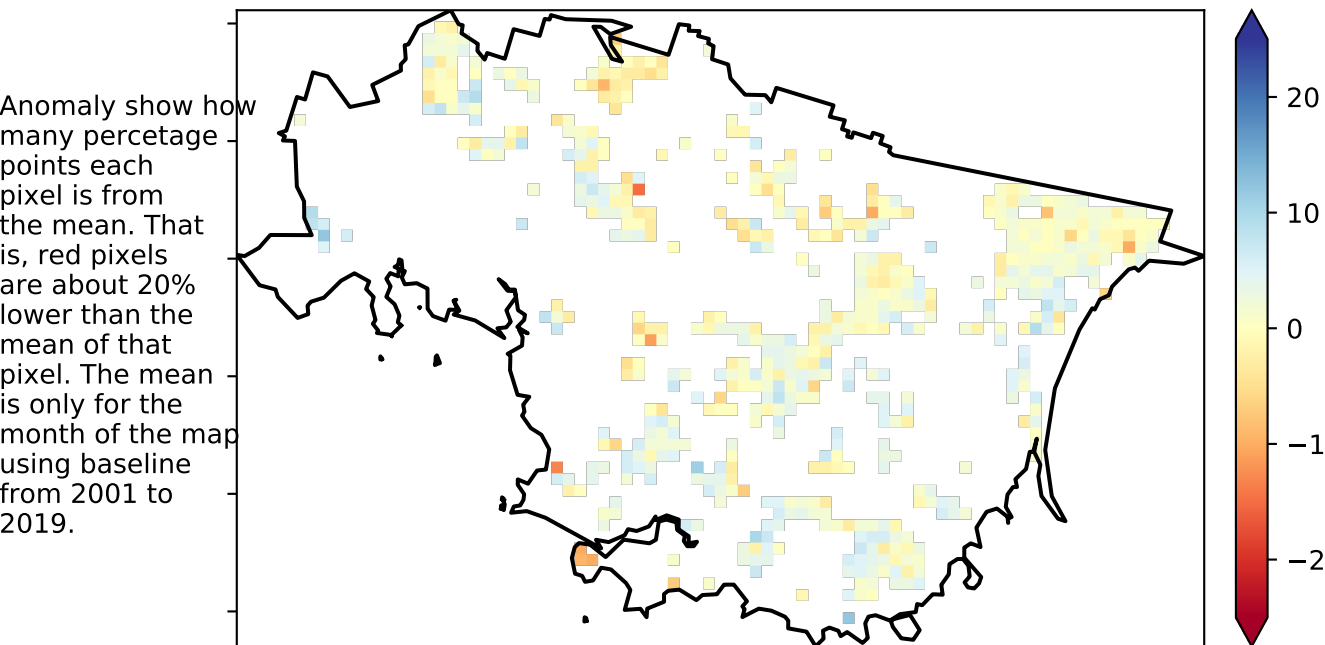 Anomaly show how
many percetage
points each
pixel is from
the mean. That
is, red pixels
are about 20%
lower than the
mean of that
pixel. The mean
is only for the
month of the map
using baseline
from 2001 to
2019.
20
10
0
−1
−2